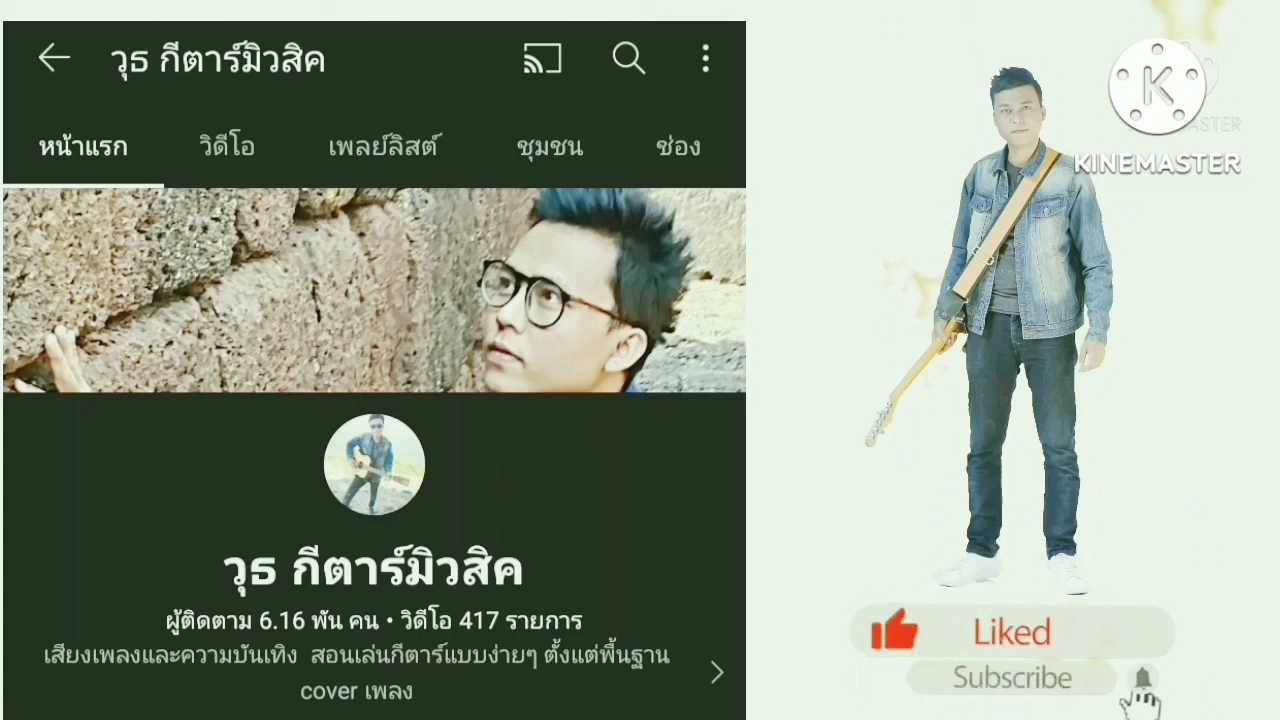 วุธ กีตาร์มิวสิค
หน้าแรก วิดีโอ เพลย์ลิสต์ ชุมชน ช่อง
วุธ กีตาร์มิวสิค
ผู้ติดตาม 6.16 พัน คน • วิดีโอ 417 รายการ
เสียงเพลงและความบันเทิง สอนเล่นกีตาร์แบบง่ายๆ ตั้งแต่พื้นฐาน
cover เพลง
K
KINEMASTER
Liked
Subscribe